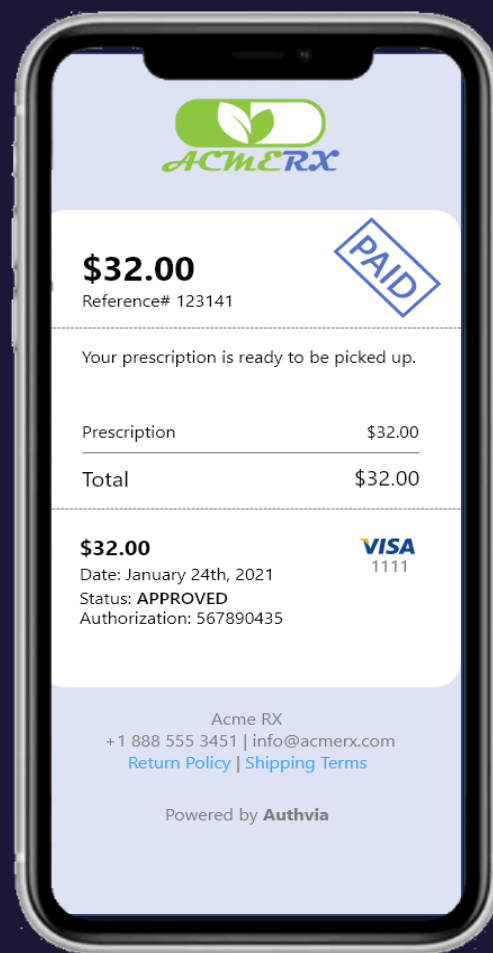 ACMERX
$32.00
PAID
Reference# 123141
Your prescription is ready to be picked up.
Prescription $32.00
Total $32.00
$32.00 VISA
1111
Date: January 24th, 2021
Status: APPROVED
Authorization: 567890435
Acme RX
+1 888 555 3451 | info@acmerx.com
Return Policy | Shipping Terms
Powered by Authvia